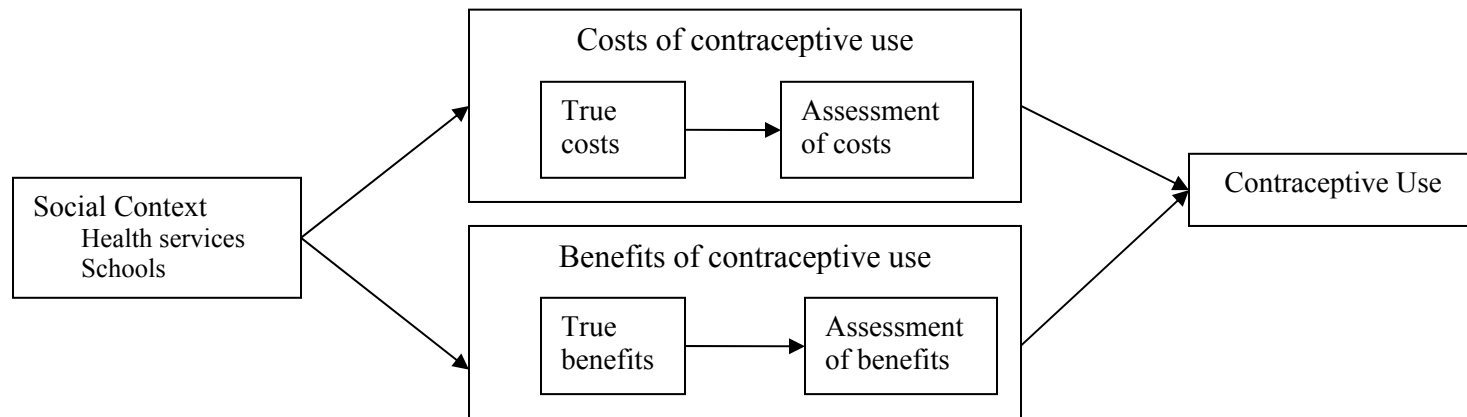 Social Context
Health services
Schools
Costs of contraceptive use
True
costs
Assessment
of costs
Benefits of contraceptive use
True
benefits
Assessment
of benefits
Contraceptive Use